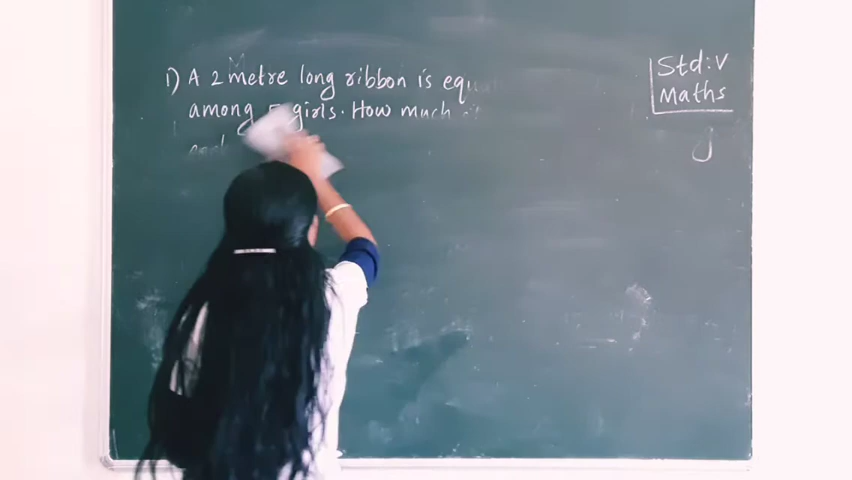 1) A 2 metre long ribbon is
among girls. How much
Std: V
Maths